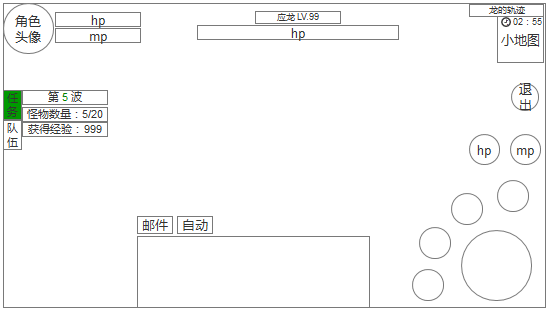 角色
头像
hp
mp
应龙 LV.99
hp
龙的轨迹
02：55
小地图
任务
队伍
第 5 波
怪物数量：5/20
获得经验：999
退出
hp
mp
邮件
自动